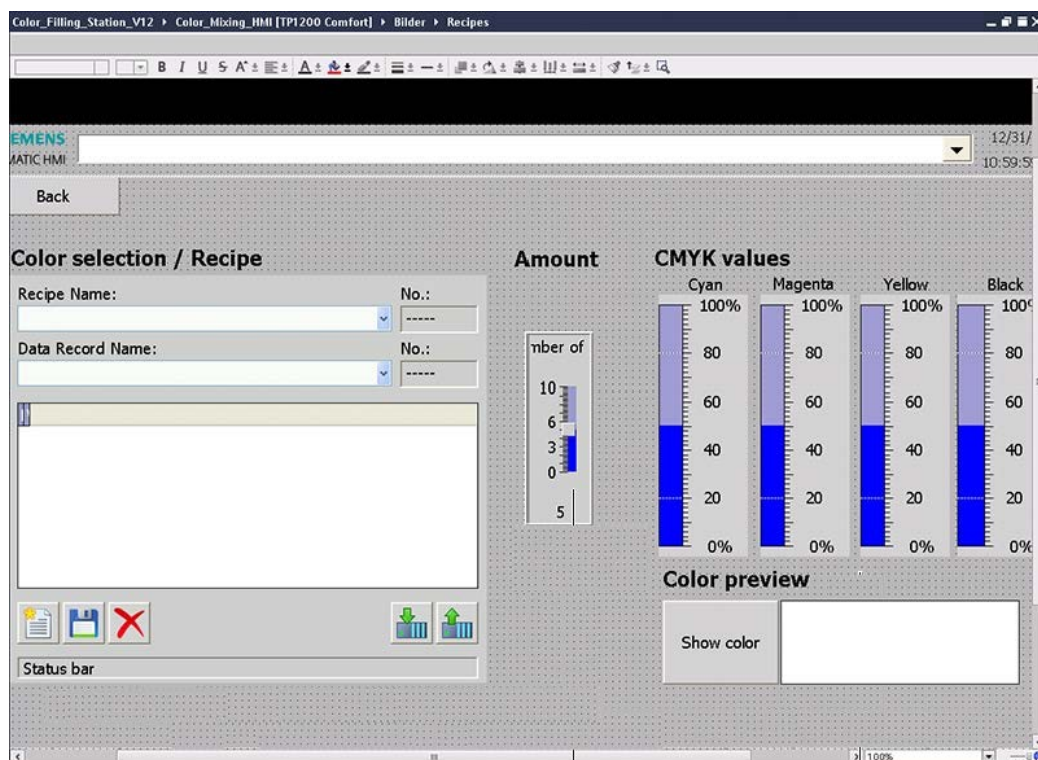 Color_Filling_Station_V12 ▸ Color_Mixing_HMI [TP1200 Comfort] ▸ Bilder ▸ Recipes
B I U S A
EMENS
MATIC HMI
12/31/
10:59:5
Back
Color selection / Recipe
Recipe Name: No.:
-----
Data Record Name: No.:
-----
Status bar
Amount
mber of
10
6
3
0
5
CMYK values
Cyan Magenta Yellow Black
100% 100% 100% 100
80 80 80 80
60 60 60 60
40 40 40 40
20 20 20 20
0% 0% 0% 0%
Color preview
Show color
100%